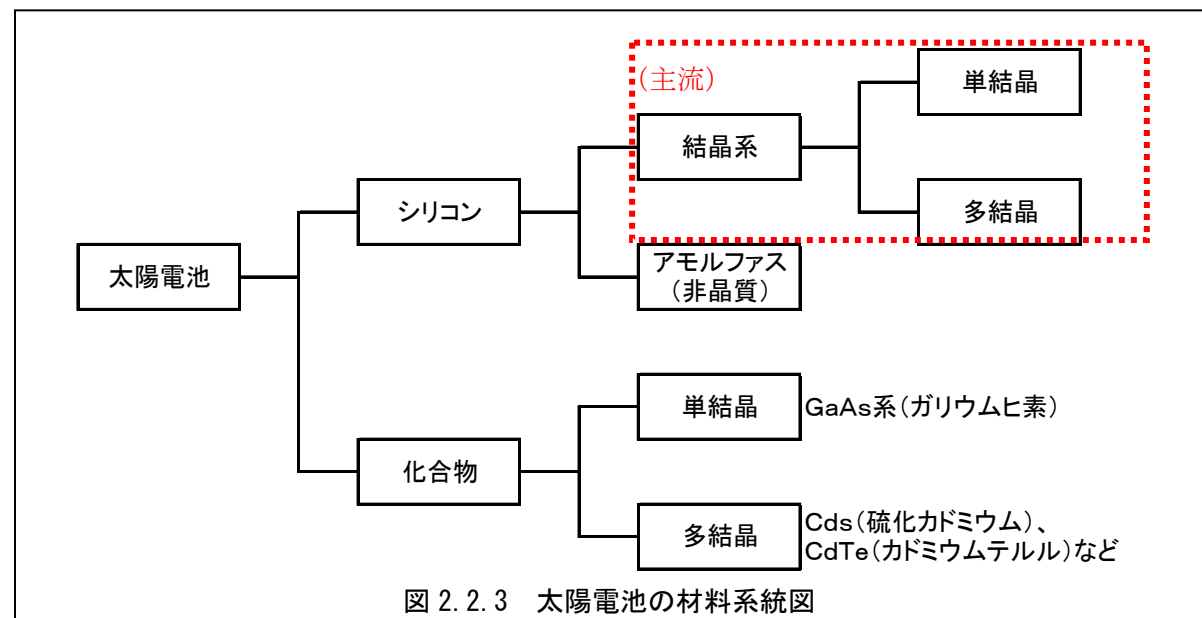 (主流)
単結晶
結晶系
多結晶
シリコン
アモルファス
(非晶質)
太陽電池
単結晶 GaAs系(ガリウムヒ素)
化合物
多結晶 Cds(硫化カドミウム)、
CdTe(カドミウムテルル)など
図 2.2.3 太陽電池の材料系統図